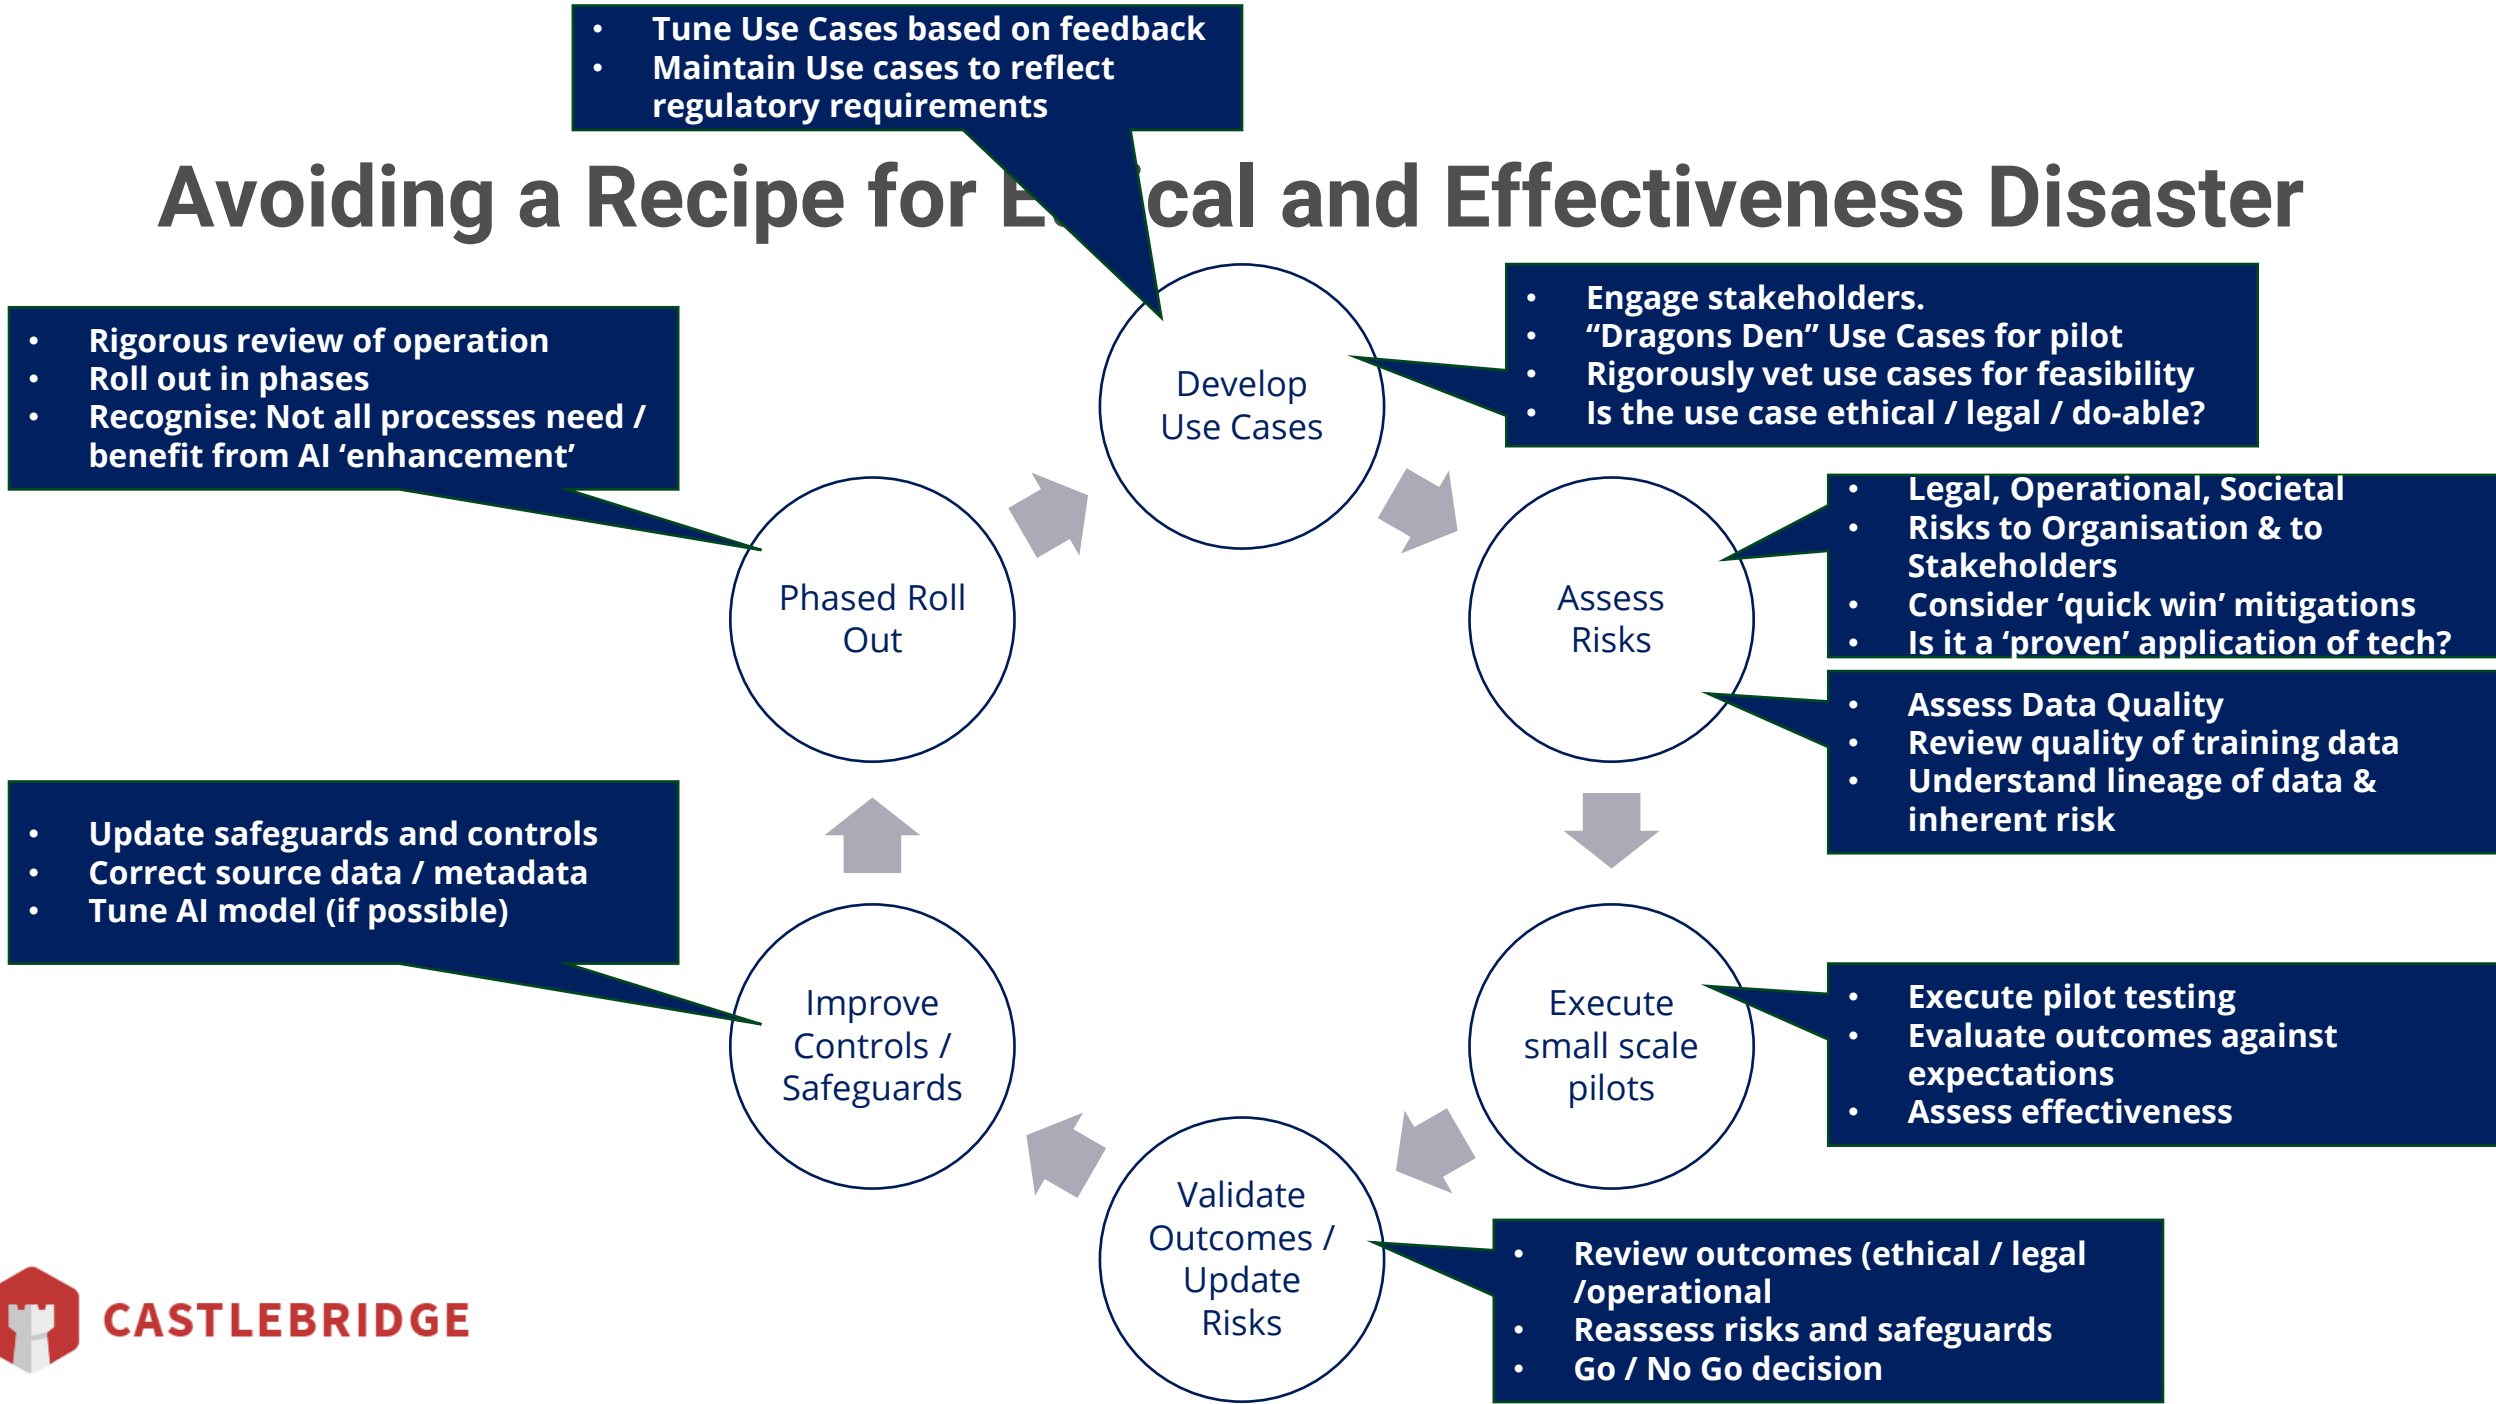 • Tune Use Cases based on feedback
• Maintain Use cases to reflect
regulatory requirements
Avoiding a Recipe for E cal and Effectiveness Disaster
• Engage stakeholders.
• “Dragons Den” Use Cases for pilot
• Rigorously vet use cases for feasibility
• Is the use case ethical / legal / do-able?
• Rigorous review of operation
• Roll out in phases
• Recognise: Not all processes need /
benefit from AI ‘enhancement’
Develop
Use Cases
• Legal, Operational, Societal
• Risks to Organisation & to
Stakeholders
• Consider ‘quick win’ mitigations
• Is it a ‘proven’ application of tech?
Phased Roll
Out
Assess
Risks
• Assess Data Quality
• Review quality of training data
• Understand lineage of data &
inherent risk
• Update safeguards and controls
• Correct source data / metadata
• Tune AI model (if possible)
Improve
Controls /
Safeguards
Execute
small scale
pilots
• Execute pilot testing
• Evaluate outcomes against
expectations
• Assess effectiveness
Validate
Outcomes /
Update
Risks
• Review outcomes (ethical / legal
/operational
• Reassess risks and safeguards
• Go / No Go decision
CASTLEBRIDGE